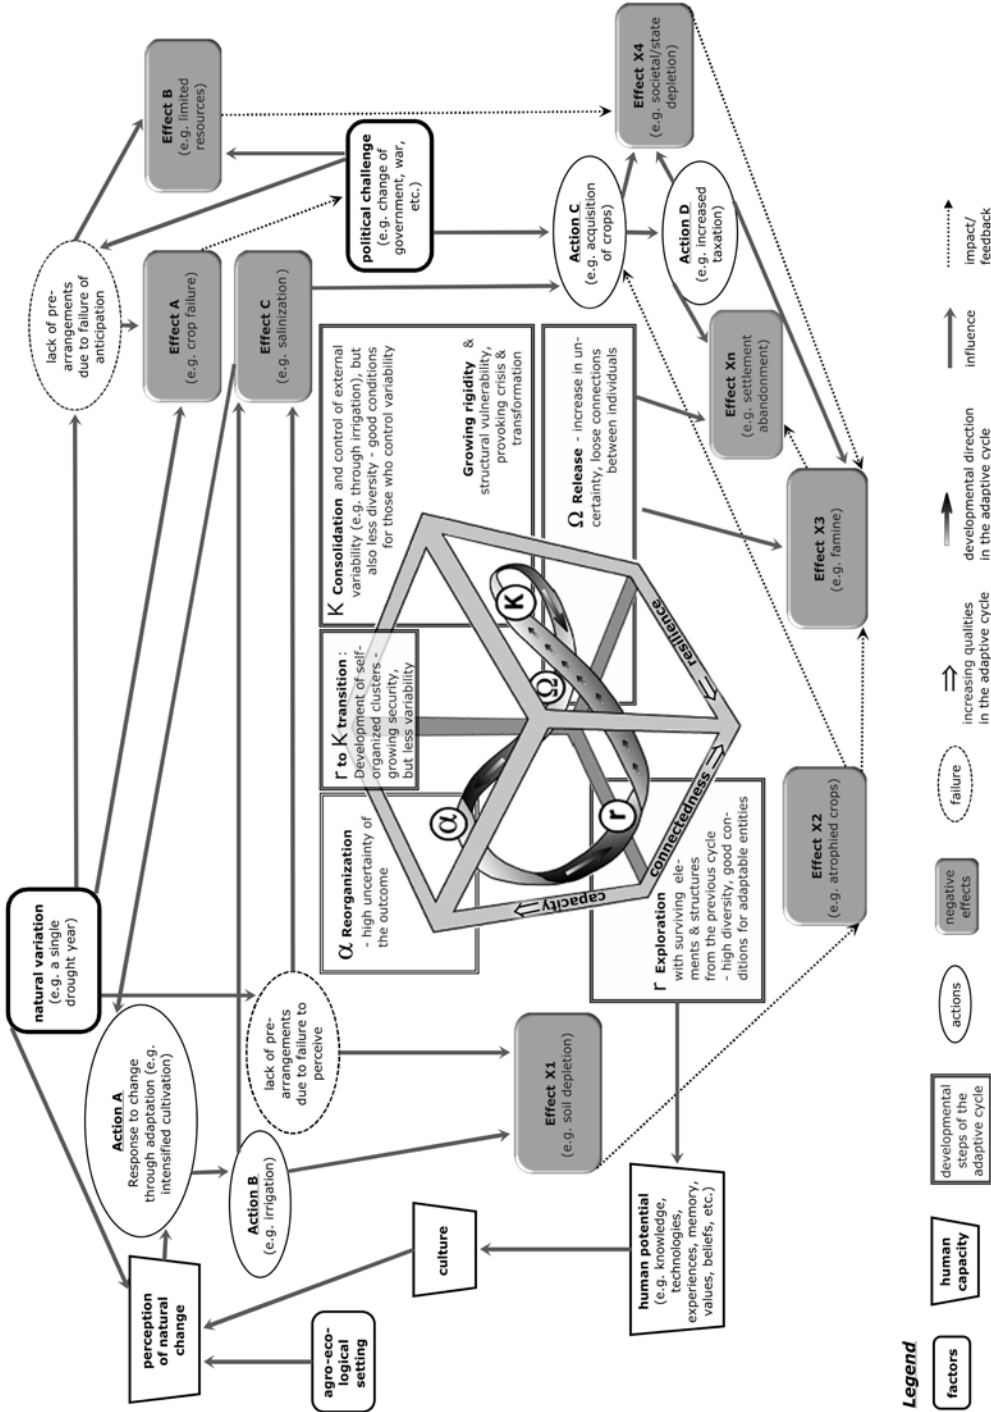 natural variation
(e.g. a single
drought year)
lack of pre-
arrangements
due to failure of
anticipation
Effect B
(e.g. limited
resources)
perception
of natural
change
Action A
Response to change
through adaptation (e.g.
intensified cultivation)
Effect A
(e.g. crop failure)
Action B
(e.g. irrigation)
lack of pre-
arrangements
due to failure to
perceive
Effect C
(e.g. salinization )
agro-eco-
logical
setting
political challenge
(e.g. change of
government, war,
etc.)
α Reorganization
- high uncertainty of
the outcome
r to K transition :
Development of self-
organized clusters -
growing security,
but less variability
K Consolidation and control of external
variability (e.g. through irrigation), but
also less diversity - good conditions
for those who control variability
Growing rigidity &
structural vulnerability,
provoking crisis &
transformation
culture
α
K
Ω
r
capacity
connectedness
resilience
Effect X1
(e.g. soil depletion)
Ω Release - increase in un-
certainty, loose connections
between individuals
Action C
(e.g. acquisition
of crops)
Effect X4
(e.g. societal/state
depletion)
human potential
(e.g. knowledge,
technologies,
experiences, memory,
values, beliefs, etc.)
r Exploration
with surviving ele-
ments & structures
from the previous cycle
- high diversity, good con-
ditions for adaptable entities
Action D
(e.g. increased
taxation)
Effect Xn
(e.g. settlement
abandonment)
Effect X2
(e.g. atrophied crops)
Effect X3
(e.g. famine)
Legend
factors
human
capacity
developmental
steps of the
adaptive cycle
actions
negative
effects
failure
increasing qualities
in the adaptive cycle
developmental direction
in the adaptive cycle
influence
impact/
feedback